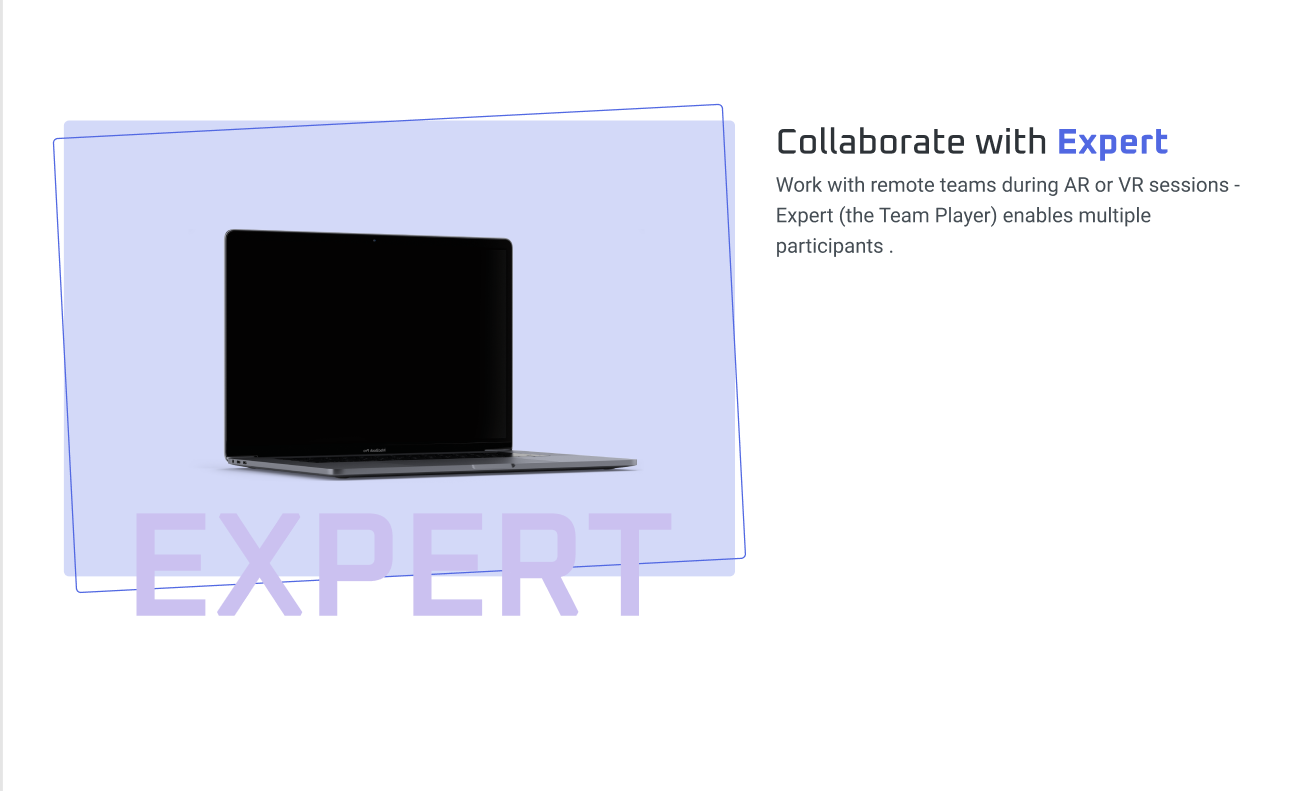 Collaborate with Expert
Work with remote teams during AR or VR sessions -
Expert (the Team Player) enables multiple
participants .
EXPERT